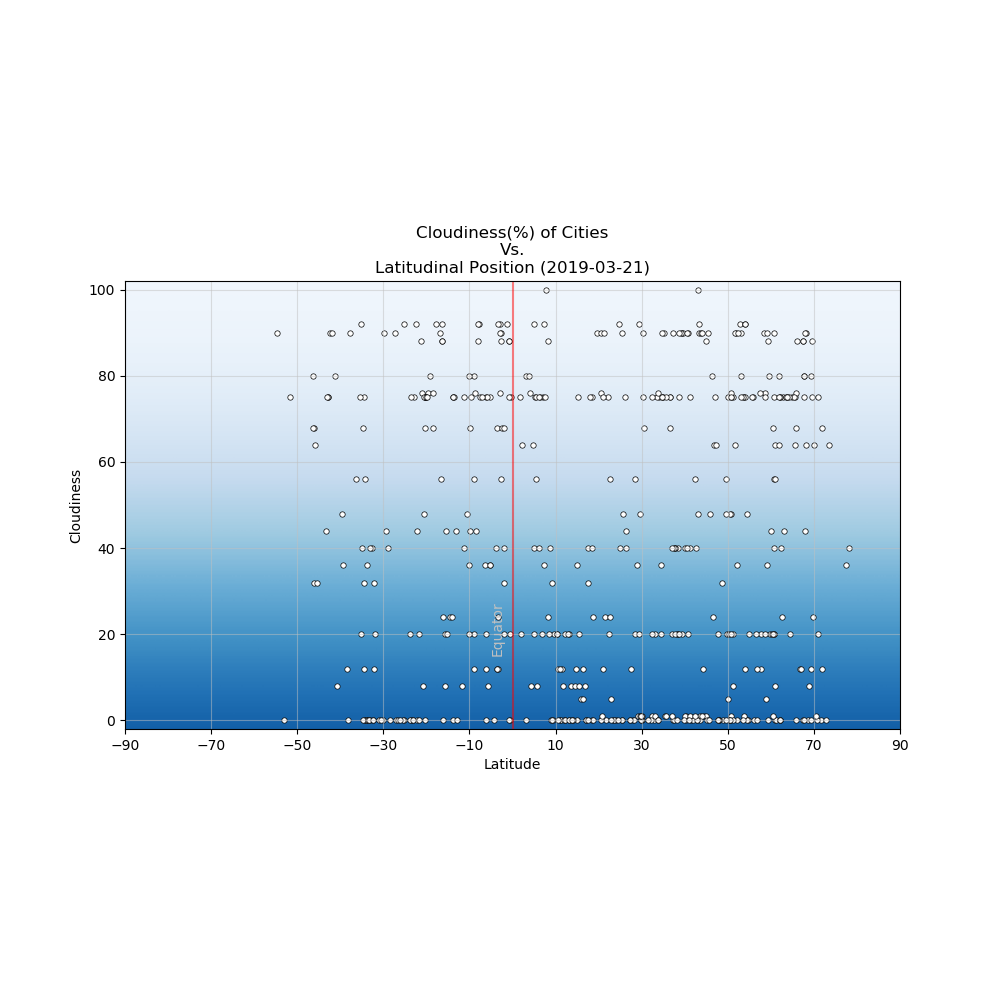 Cloudiness(%) of Cities
Vs.
Latitudinal Position (2019-03-21)
100
80
60
40
20
0
Cloudiness
Equator
−90 −70 −50 −30 −10 10 30 50 70 90
Latitude